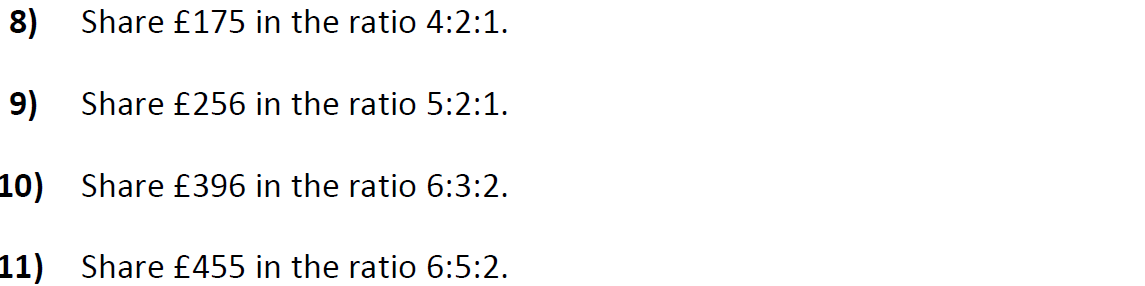 8) Share £175 in the ratio 4:2:1.
9) Share £256 in the ratio 5:2:1.
10) Share £396 in the ratio 6:3:2.
11) Share £455 in the ratio 6:5:2.